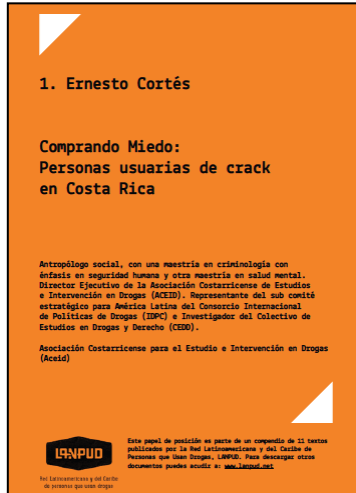 1. Ernesto Cortés
Comprando Miedo:
Personas usuarias de crack
en Costa Rica
Antropólogo social, con una maestría en criminología con
énfasis en seguridad humana y otra maestría en salud mental.
Director Ejecutivo de la Asociación Costarricense de Estudios
e Intervención en Drogas (ACEID). Representante del sub comité
estratégico para América Latina del Consorcio Internacional
de Políticas de Drogas (IDPC) e Investigador del Colectivo de
Estudios en Drogas y Derecho (CEDD).
Asociación Costarricense para el Estudio e Intervención en Drogas
(Aceid)
LANPUD
Red Latinoamericana y del Caribe
de personas que usan drogas
Este papel de posición es parte de un compendio de 11 textos
publicados por la Red Latinoamericana y del Caribe de
Personas que Usan Drogas, LANPUD. Para descargar otros
documentos puedes acudir a: www.lanpud.net